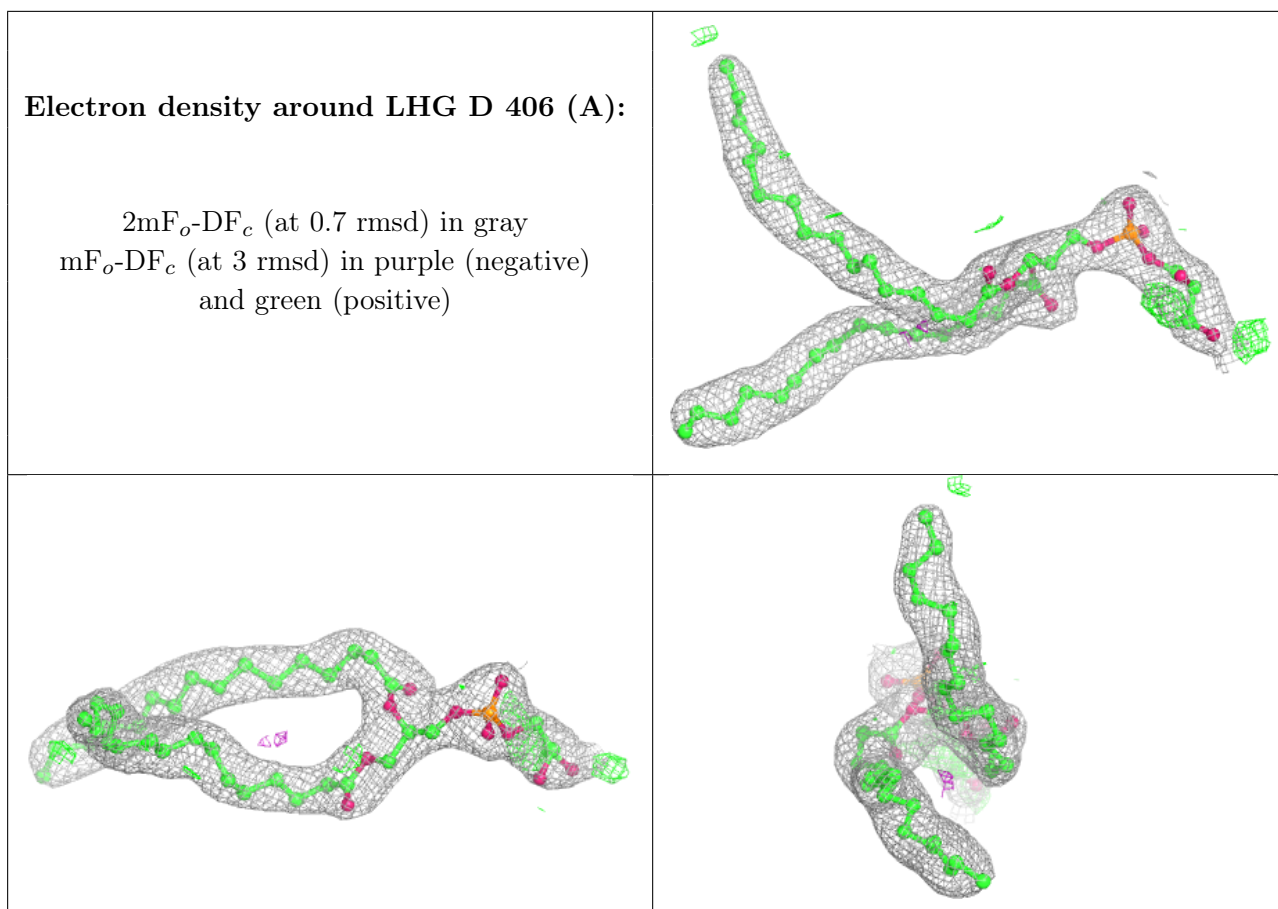 Electron density around LHG D 406 (A):
2mFo-DFc (at 0.7 rmsd) in gray
mFo-DFc (at 3 rmsd) in purple (negative)
and green (positive)